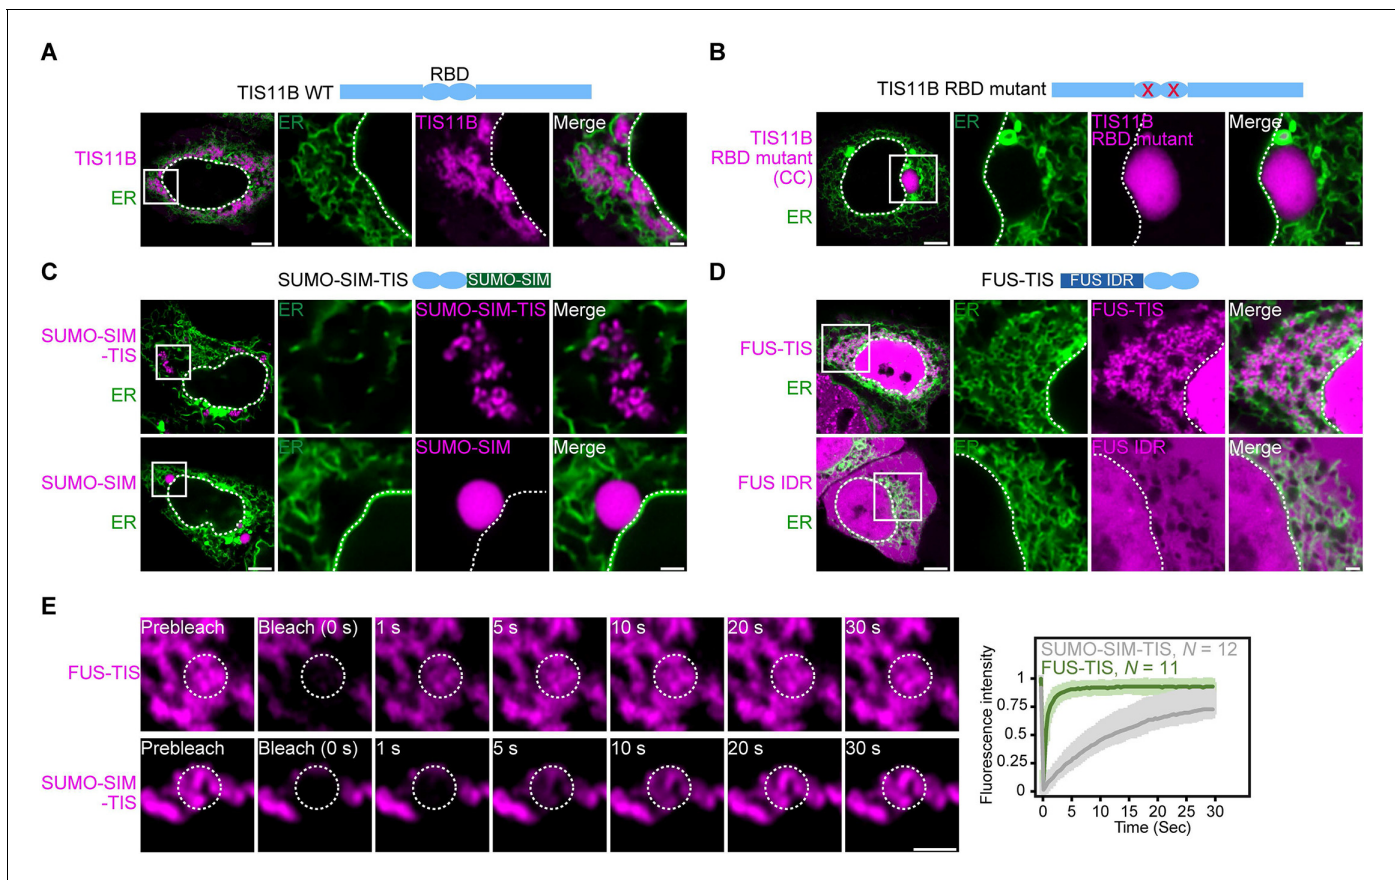 A
RBD
TIS11B WT
TIS11B
ER
ER
TIS11B
Merge
B
TIS11B RBD mutant
X X
TIS11B
RBD mutant
(CC)
ER
ER
TIS11B
RBD mutant
Merge
C
SUMO-SIM-TIS
SUMO-SIM
SUMO-SIM
-TIS
ER
ER
SUMO-SIM-TIS
Merge
SUMO-SIM
ER
ER
SUMO-SIM
Merge
D
FUS-TIS
FUS IDR
FUS-TIS
ER
ER
FUS-TIS
Merge
FUS IDR
ER
ER
FUS IDR
Merge
E
FUS-TIS
Prebleach
Bleach (0 s)
1 s
5 s
10 s
20 s
30 s
SUMO-SIM
-TIS
Prebleach
Bleach (0 s)
1 s
5 s
10 s
20 s
30 s
SUMO-SIM-TIS, N = 12
FUS-TIS, N = 11
Fluorescence intensity
1
0.75
0.5
0.25
0
0 5 10 15 20 25 30
Time (Sec)